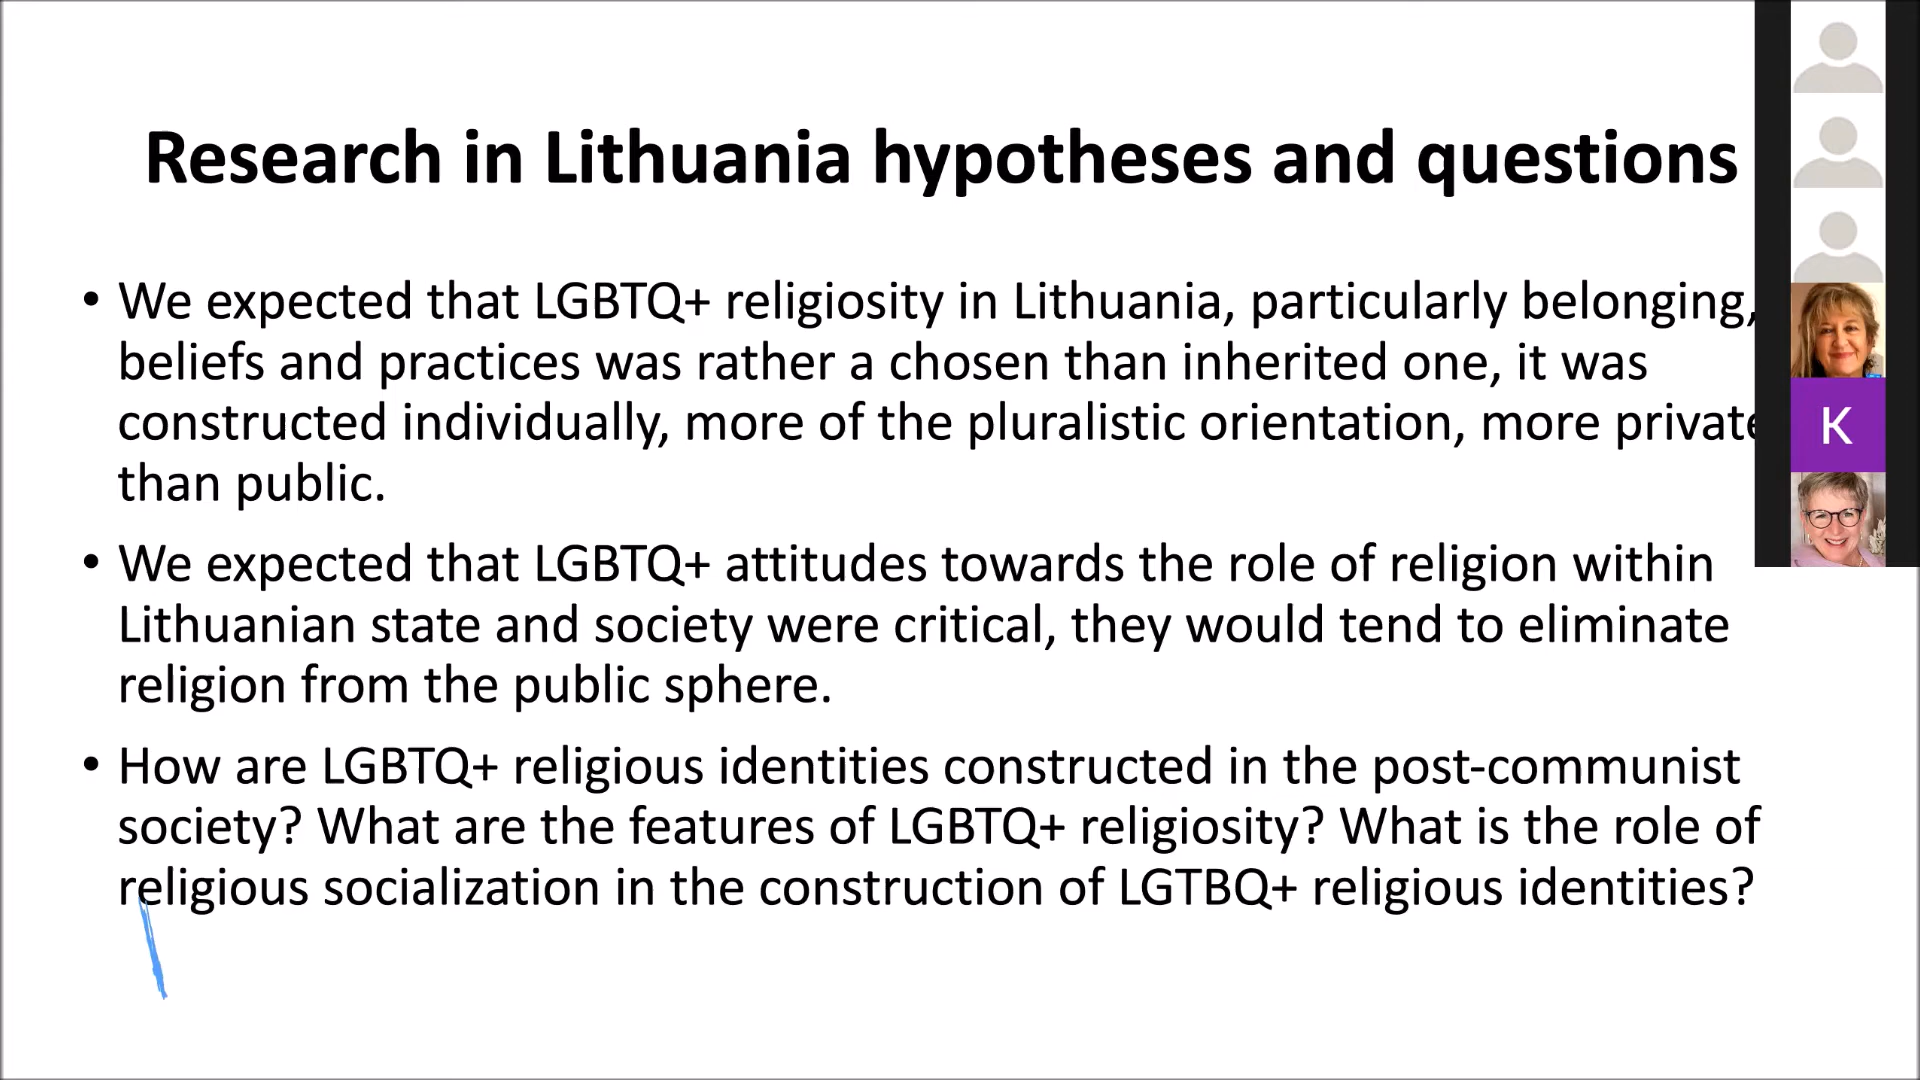 Research in Lithuania hypotheses and questions
• We expected that LGBTQ+ religiosity in Lithuania, particularly belonging,
beliefs and practices was rather a chosen than inherited one, it was
constructed individually, more of the pluralistic orientation, more private
than public.
• We expected that LGBTQ+ attitudes towards the role of religion within
Lithuanian state and society were critical, they would tend to eliminate
religion from the public sphere.
• How are LGBTQ+ religious identities constructed in the post-communist
society? What are the features of LGBTQ+ religiosity? What is the role of
religious socialization in the construction of LGTBQ+ religious identities?
K